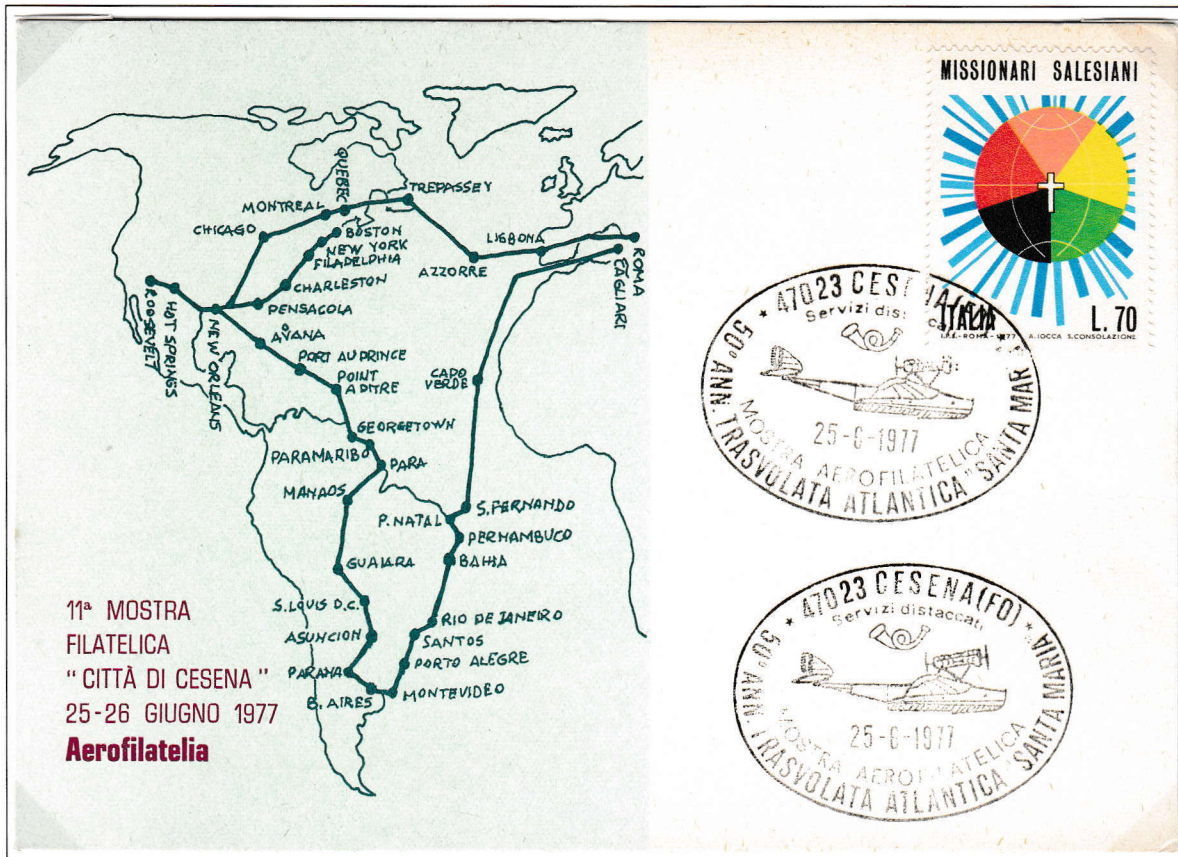 MISSIONARI SALESIANI
ITALIA L. 70
I.P.S.-ROMA-1977 A.IOCCA S.CONSOLAZIONE
QUEBEC
TREPASSEY
MONTREAL
CHICAGO
BOSTON
NEW YORK
FILADELPHIA
LISBONA
ROMA
AZZORRE
CAGLIARI
CHARLESTON
PENSACOLA
ROOSEVELT
HOT SPRINGS
NEW ORLEANS
AVANA
PORT AU PRINCE
POINT
A PITRE
CAPO
VERDE
GEORGETOWN
PARAMARIBO
PARA
MANAOS
S. FERNANDO
P. NATAL
PERNAMBUCO
GUAIARA
BAHIA
S. LOUIS D.C.
RIO DE JANEIRO
ASUNCION
SANTOS
PARANA
PORTO ALEGRE
B. AIRES
MONTEVIDEO
11ª MOSTRA
FILATELICA
"CITTÀ DI CESENA"
25-26 GIUGNO 1977
Aerofilatelia
* 47023 CESENA
Servizi distac
25-6-1977
MOSTRA AEROFILATELICA
50° ANN. TRASVOLATA ATLANTICA "SANTA MAR
* 47023 CESENA (FO) *
Servizi distaccati
25-6-1977
MOSTRA AEROFILATELICA
50° ANN. TRASVOLATA ATLANTICA "SANTA MARIA"